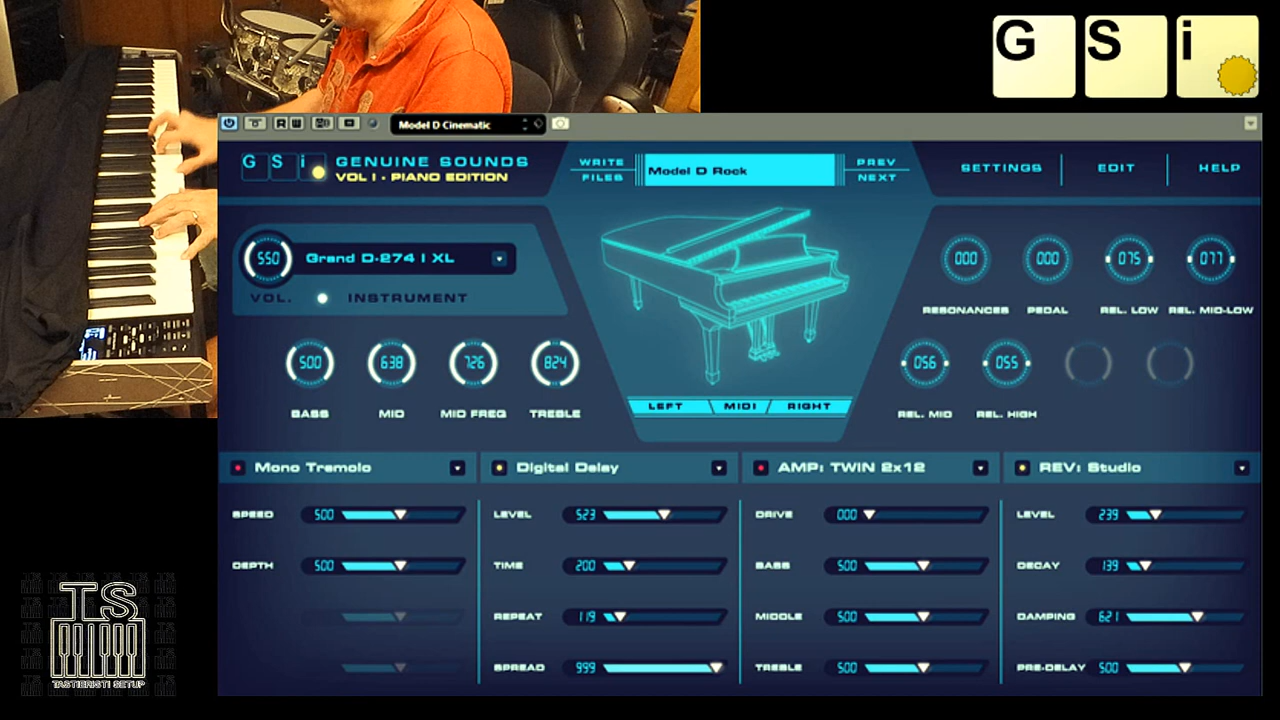 G S i
Model D Cinematic
G S i
GENUINE SOUNDS
VOL I - PIANO EDITION
WRITE
FILES
Model D Rock
PREV
NEXT
SETTINGS
EDIT
HELP
550
Grand D-274 | XL
VOL.
INSTRUMENT
000
000
075
077
RESONANCES
PEDAL
REL. LOW
REL. MID-LOW
500
638
726
824
BASS
MID
MID FREQ
TREBLE
056
055
REL. MID
REL. HIGH
LEFT
MIDI
RIGHT
Mono Tremolo
Digital Delay
AMP: TWIN 2x12
REV: Studio
SPEED 500
LEVEL 523
DRIVE 000
LEVEL 239
DEPTH 500
TIME 200
BASS 500
DECAY 139
REPEAT 119
MIDDLE 500
DAMPING 621
SPREAD 999
TREBLE 500
PRE-DELAY 500
TS
TASTIERISTI SETUP